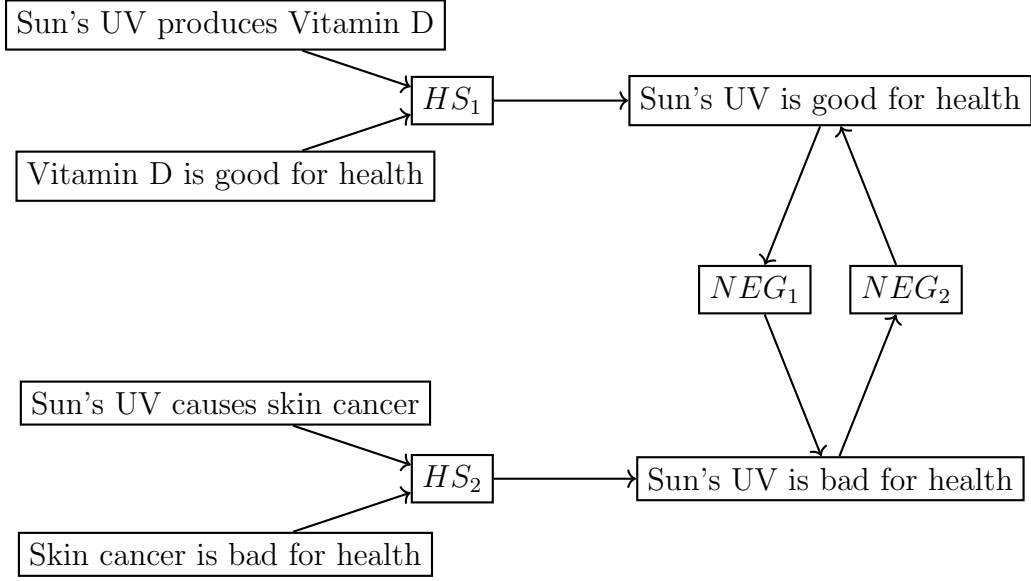 Sun's UV produces Vitamin D
HS₁
Sun's UV is good for health
Vitamin D is good for health
NEG₁
NEG₂
Sun's UV causes skin cancer
HS₂
Sun's UV is bad for health
Skin cancer is bad for health